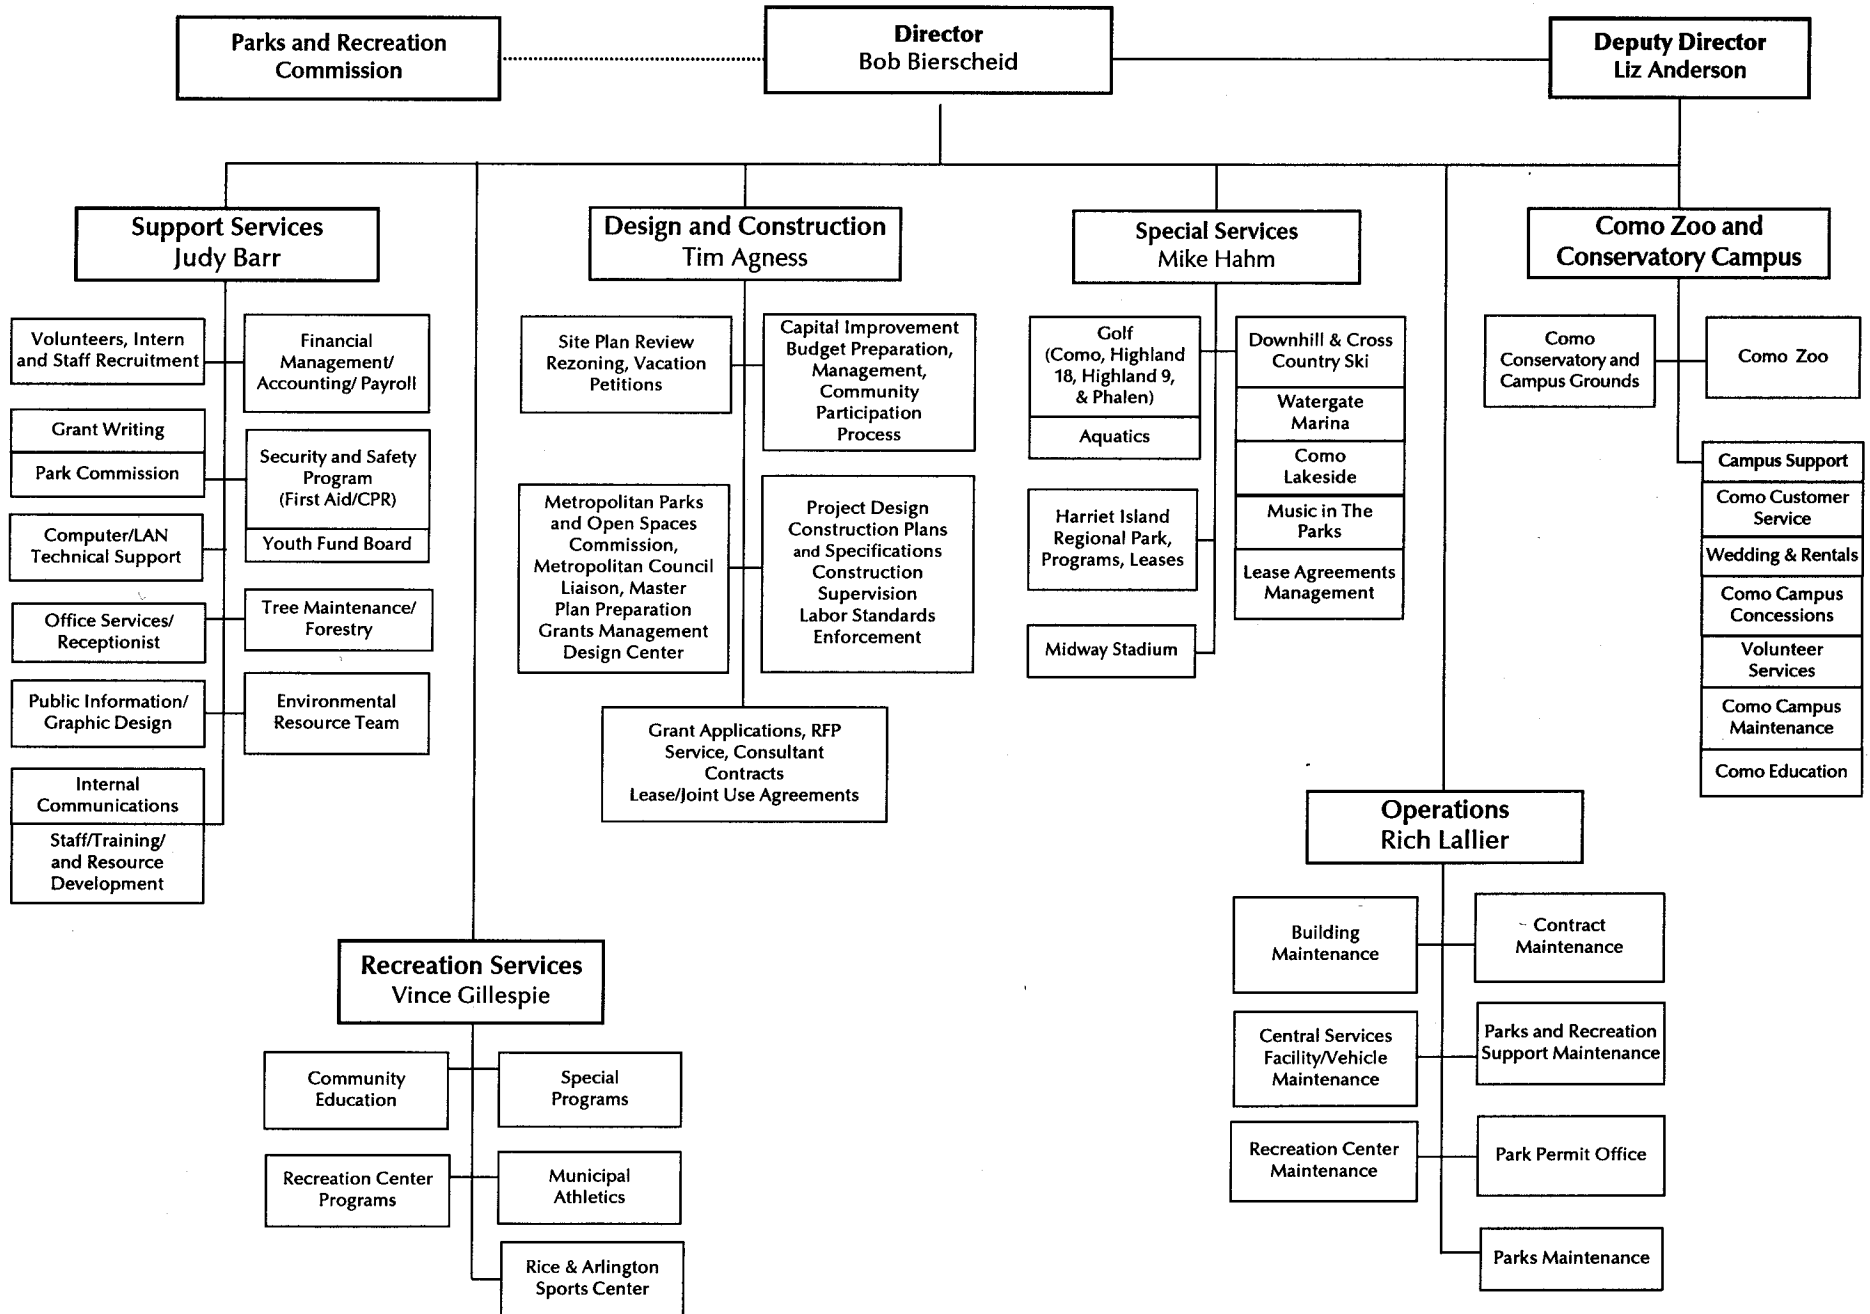 Parks and Recreation
Commission
Director
Bob Bierscheid
Deputy Director
Liz Anderson
Support Services
Judy Barr
Volunteers, Intern
and Staff Recruitment
Financial
Management/
Accounting/ Payroll
Grant Writing
Park Commission
Security and Safety
Program
(First Aid/CPR)
Youth Fund Board
Computer/LAN
Technical Support
Office Services/
Receptionist
Tree Maintenance/
Forestry
Public Information/
Graphic Design
Environmental
Resource Team
Internal
Communications
Staff/Training/
and Resource
Development
Recreation Services
Vince Gillespie
Community
Education
Special
Programs
Recreation Center
Programs
Municipal
Athletics
Rice & Arlington
Sports Center
Design and Construction
Tim Agness
Site Plan Review
Rezoning, Vacation
Petitions
Capital Improvement
Budget Preparation,
Management,
Community
Participation
Process
Metropolitan Parks
and Open Spaces
Commission,
Metropolitan Council
Liaison, Master
Plan Preparation
Grants Management
Design Center
Project Design
Construction Plans
and Specifications
Construction
Supervision
Labor Standards
Enforcement
Grant Applications, RFP
Service, Consultant
Contracts
Lease/Joint Use Agreements
Special Services
Mike Hahm
Golf
(Como, Highland
18, Highland 9,
& Phalen)
Aquatics
Downhill & Cross
Country Ski
Watergate
Marina
Como
Lakeside
Music in The
Parks
Lease Agreements
Management
Harriet Island
Regional Park,
Programs, Leases
Midway Stadium
Operations
Rich Lallier
Building
Maintenance
Contract
Maintenance
Central Services
Facility/Vehicle
Maintenance
Parks and Recreation
Support Maintenance
Recreation Center
Maintenance
Park Permit Office
Parks Maintenance
Como Zoo and
Conservatory Campus
Como
Conservatory and
Campus Grounds
Como Zoo
Campus Support
Como Customer
Service
Wedding & Rentals
Como Campus
Concessions
Volunteer
Services
Como Campus
Maintenance
Como Education